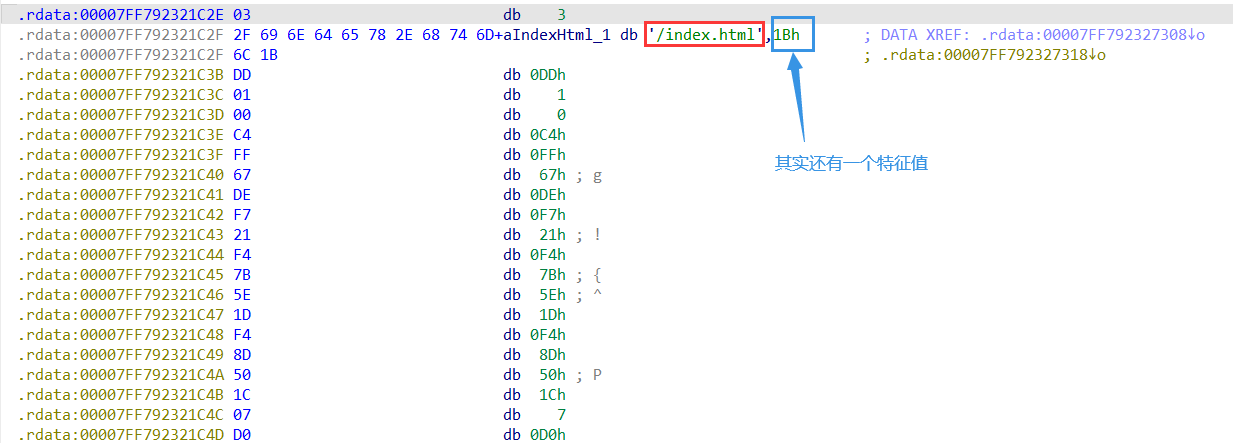 .rdata:00007FF792321C2E 03 db 3
.rdata:00007FF792321C2F 2F 69 6E 64 65 78 2E 68 74 6D+aIndexHtml_1 db '/index.html',1Bh ; DATA XREF: .rdata:00007FF792327308↓o
.rdata:00007FF792321C2F 6C 1B ; .rdata:00007FF792327318↓o
.rdata:00007FF792321C3B DD db 0DDh
.rdata:00007FF792321C3C 01 db 1
.rdata:00007FF792321C3D 00 db 0
.rdata:00007FF792321C3E C4 db 0C4h
.rdata:00007FF792321C3F FF db 0FFh
其实还有一个特征值
.rdata:00007FF792321C40 67 db 67h ; g
.rdata:00007FF792321C41 DE db 0DEh
.rdata:00007FF792321C42 F7 db 0F7h
.rdata:00007FF792321C43 21 db 21h ; !
.rdata:00007FF792321C44 F4 db 0F4h
.rdata:00007FF792321C45 7B db 7Bh ; {
.rdata:00007FF792321C46 5E db 5Eh ; ^
.rdata:00007FF792321C47 1D db 1Dh
.rdata:00007FF792321C48 F4 db 0F4h
.rdata:00007FF792321C49 8D db 8Dh
.rdata:00007FF792321C4A 50 db 50h ; P
.rdata:00007FF792321C4B 1C db 1Ch
.rdata:00007FF792321C4C 07 db 7
.rdata:00007FF792321C4D D0 db 0D0h